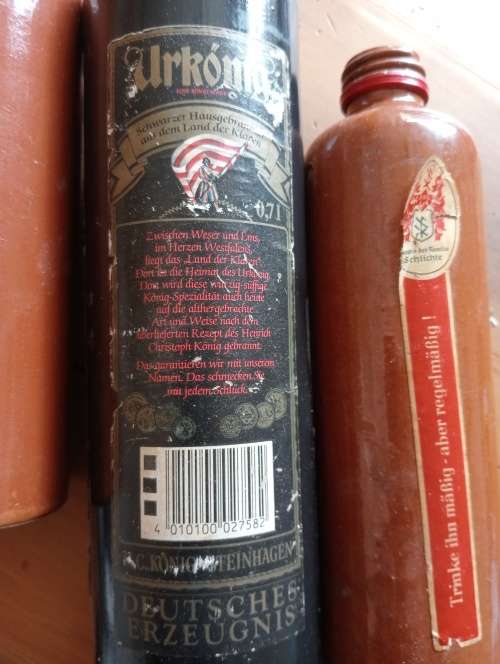 Urkönig
Schwarzer Hausgebrannter
aus dem Land der Klaren
0,7 l
Zwischen Weser und Ems,
im Herzen Westfalens,
liegt das „Land der Klaren“.
Dort ist die Heimat des Urkönig.
Dort wird diese würzig-süffige
König-Spezialität auch heute
auf die althergebrachte
Art und Weise nach dem
überlieferten Rezept des Heinrich
Christoph König gebrannt.
Das garantieren wir mit unserem
Namen. Das schmecken Sie
mit jedem Schluck.
4 010100 027582
H.C. KÖNIG STEINHAGEN
DEUTSCHES
ERZEUGNIS
Schlichte
Trinke ihn mäßig - aber regelmäßig !